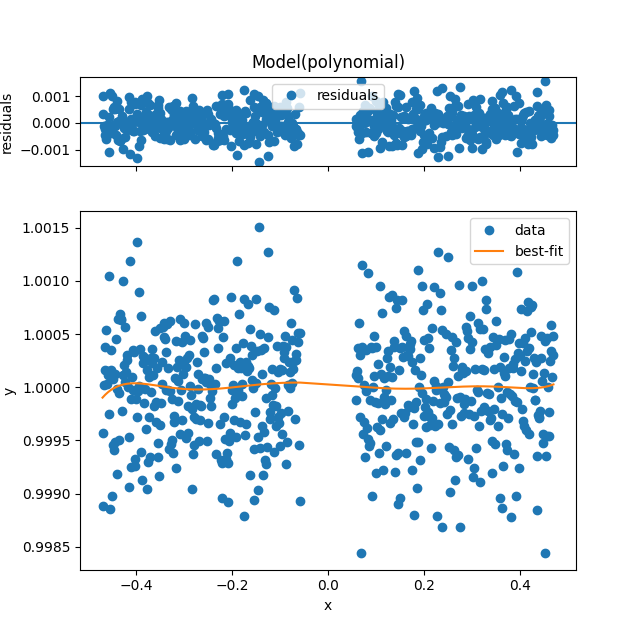 Model(polynomial)
residuals
0.001
0.000
−0.001
residuals
1.0015
1.0010
1.0005
1.0000
0.9995
0.9990
0.9985
y
data
best-fit
−0.4
−0.2
0.0
0.2
0.4
x